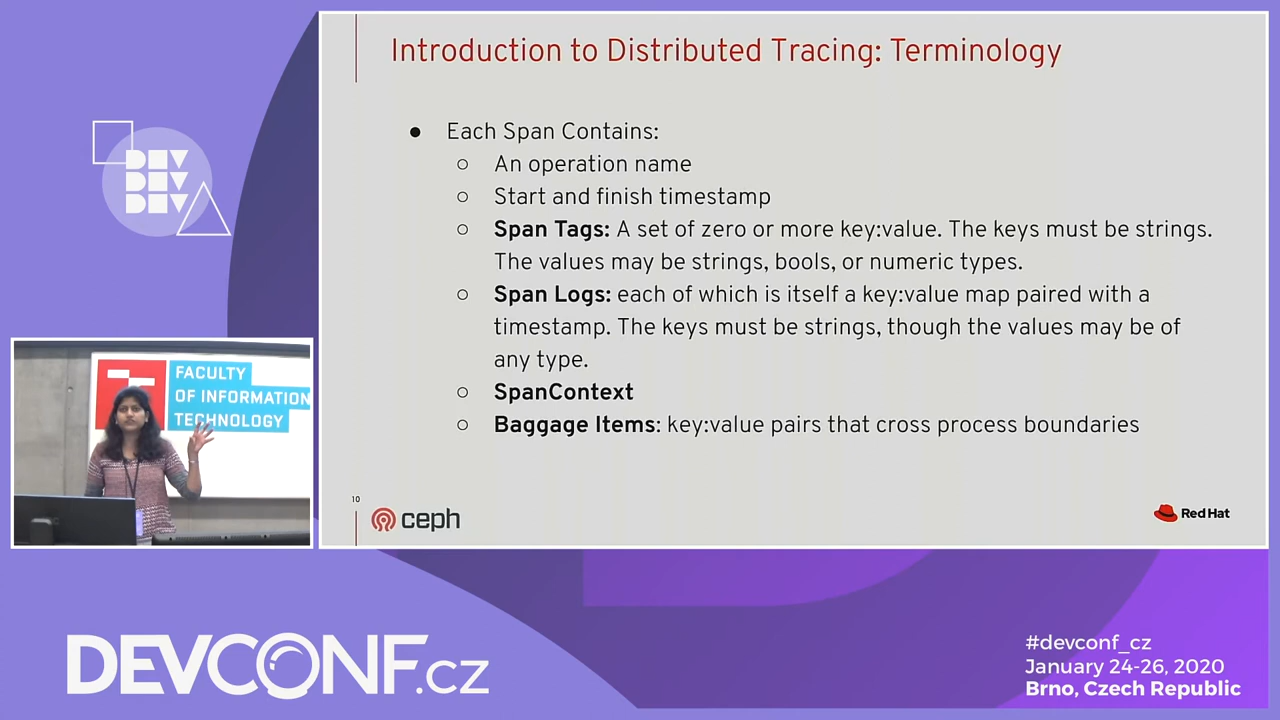 Introduction to Distributed Tracing: Terminology
● Each Span Contains:
○ An operation name
○ Start and finish timestamp
○ Span Tags: A set of zero or more key:value. The keys must be strings.
The values may be strings, bools, or numeric types.
○ Span Logs: each of which is itself a key:value map paired with a
timestamp. The keys must be strings, though the values may be of
any type.
○ SpanContext
○ Baggage Items: key:value pairs that cross process boundaries
10
ceph
Red Hat
DEV
DEV
DEV
FACULTY
OF INFORMATION
TECHNOLOGY
DEVCONF.cz
#devconf_cz
January 24-26, 2020
Brno, Czech Republic